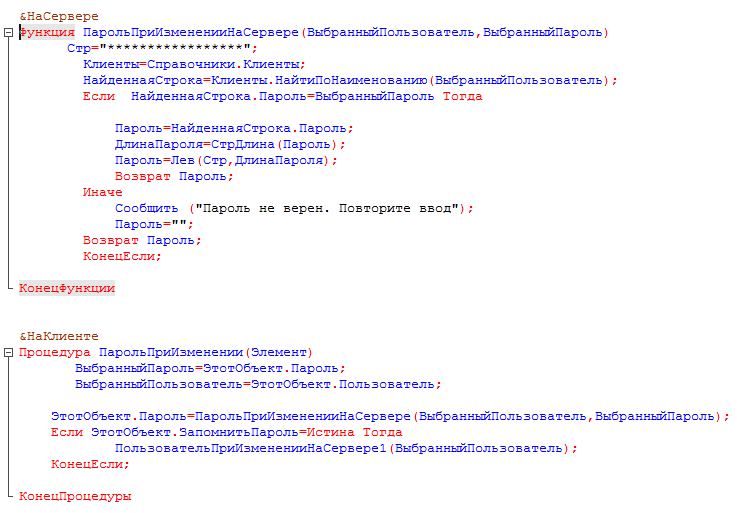 &НаСервере
Функция ПарольПриИзмененииНаСервере(ВыбранныйПользователь,ВыбранныйПароль)
Стр="*****************";
Клиенты=Справочники.Клиенты;
НайденнаяСтрока=Клиенты.НайтиПоНаименованию(ВыбранныйПользователь);
Если  НайденнаяСтрока.Пароль=ВыбранныйПароль Тогда
Пароль=НайденнаяСтрока.Пароль;
ДлинаПароля=СтрДлина(Пароль);
Пароль=Лев(Стр,ДлинаПароля);
Возврат Пароль;
Иначе
Сообщить ("Пароль не верен. Повторите ввод");
Пароль="";
Возврат Пароль;
КонецЕсли;
КонецФункции
&НаКлиенте
Процедура ПарольПриИзменении(Элемент)
ВыбранныйПароль=ЭтотОбъект.Пароль;
ВыбранныйПользователь=ЭтотОбъект.Пользователь;
ЭтотОбъект.Пароль=ПарольПриИзмененииНаСервере(ВыбранныйПользователь,ВыбранныйПароль);
Если ЭтотОбъект.ЗапомнитьПароль=Истина Тогда
ПользовательПриИзмененииНаСервере1(ВыбранныйПользователь);
КонецЕсли;
КонецПроцедуры